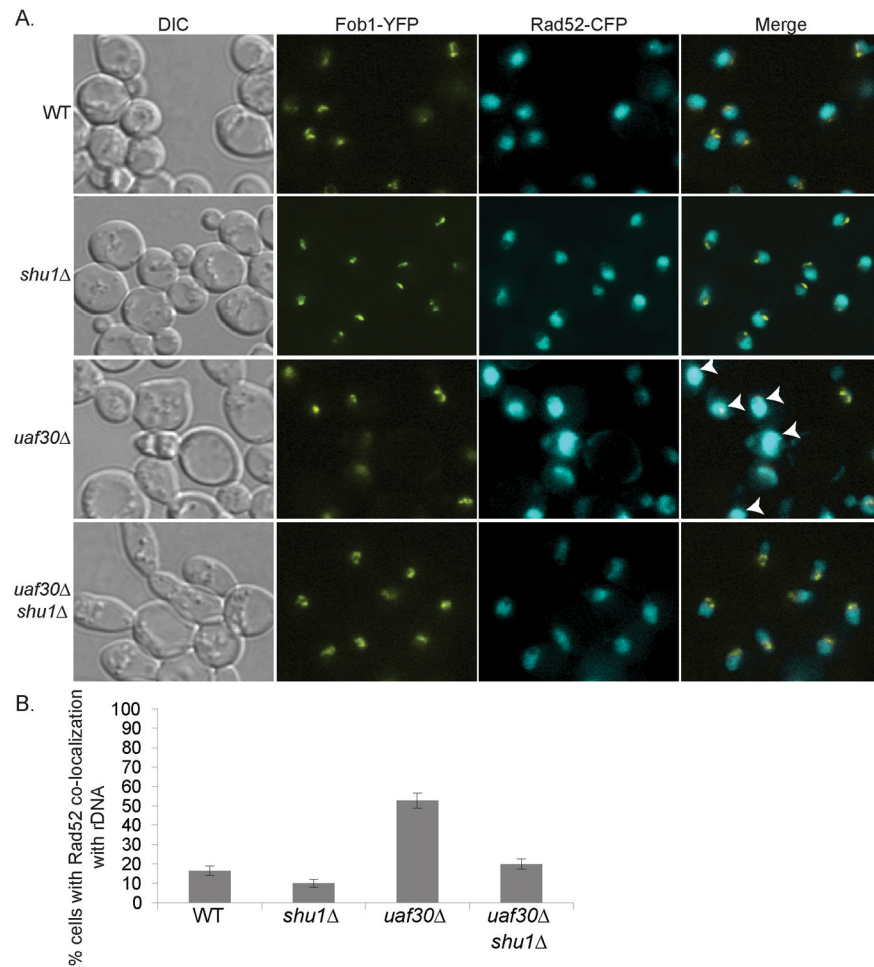 A.
DIC Fob1-YFP Rad52-CFP Merge
WT
shu1Δ
uaf30Δ
uaf30Δ
shu1Δ
B.
% cells with Rad52 co-localization
with rDNA
100
90
80
70
60
50
40
30
20
10
0
WT shu1Δ uaf30Δ uaf30Δ
shu1Δ